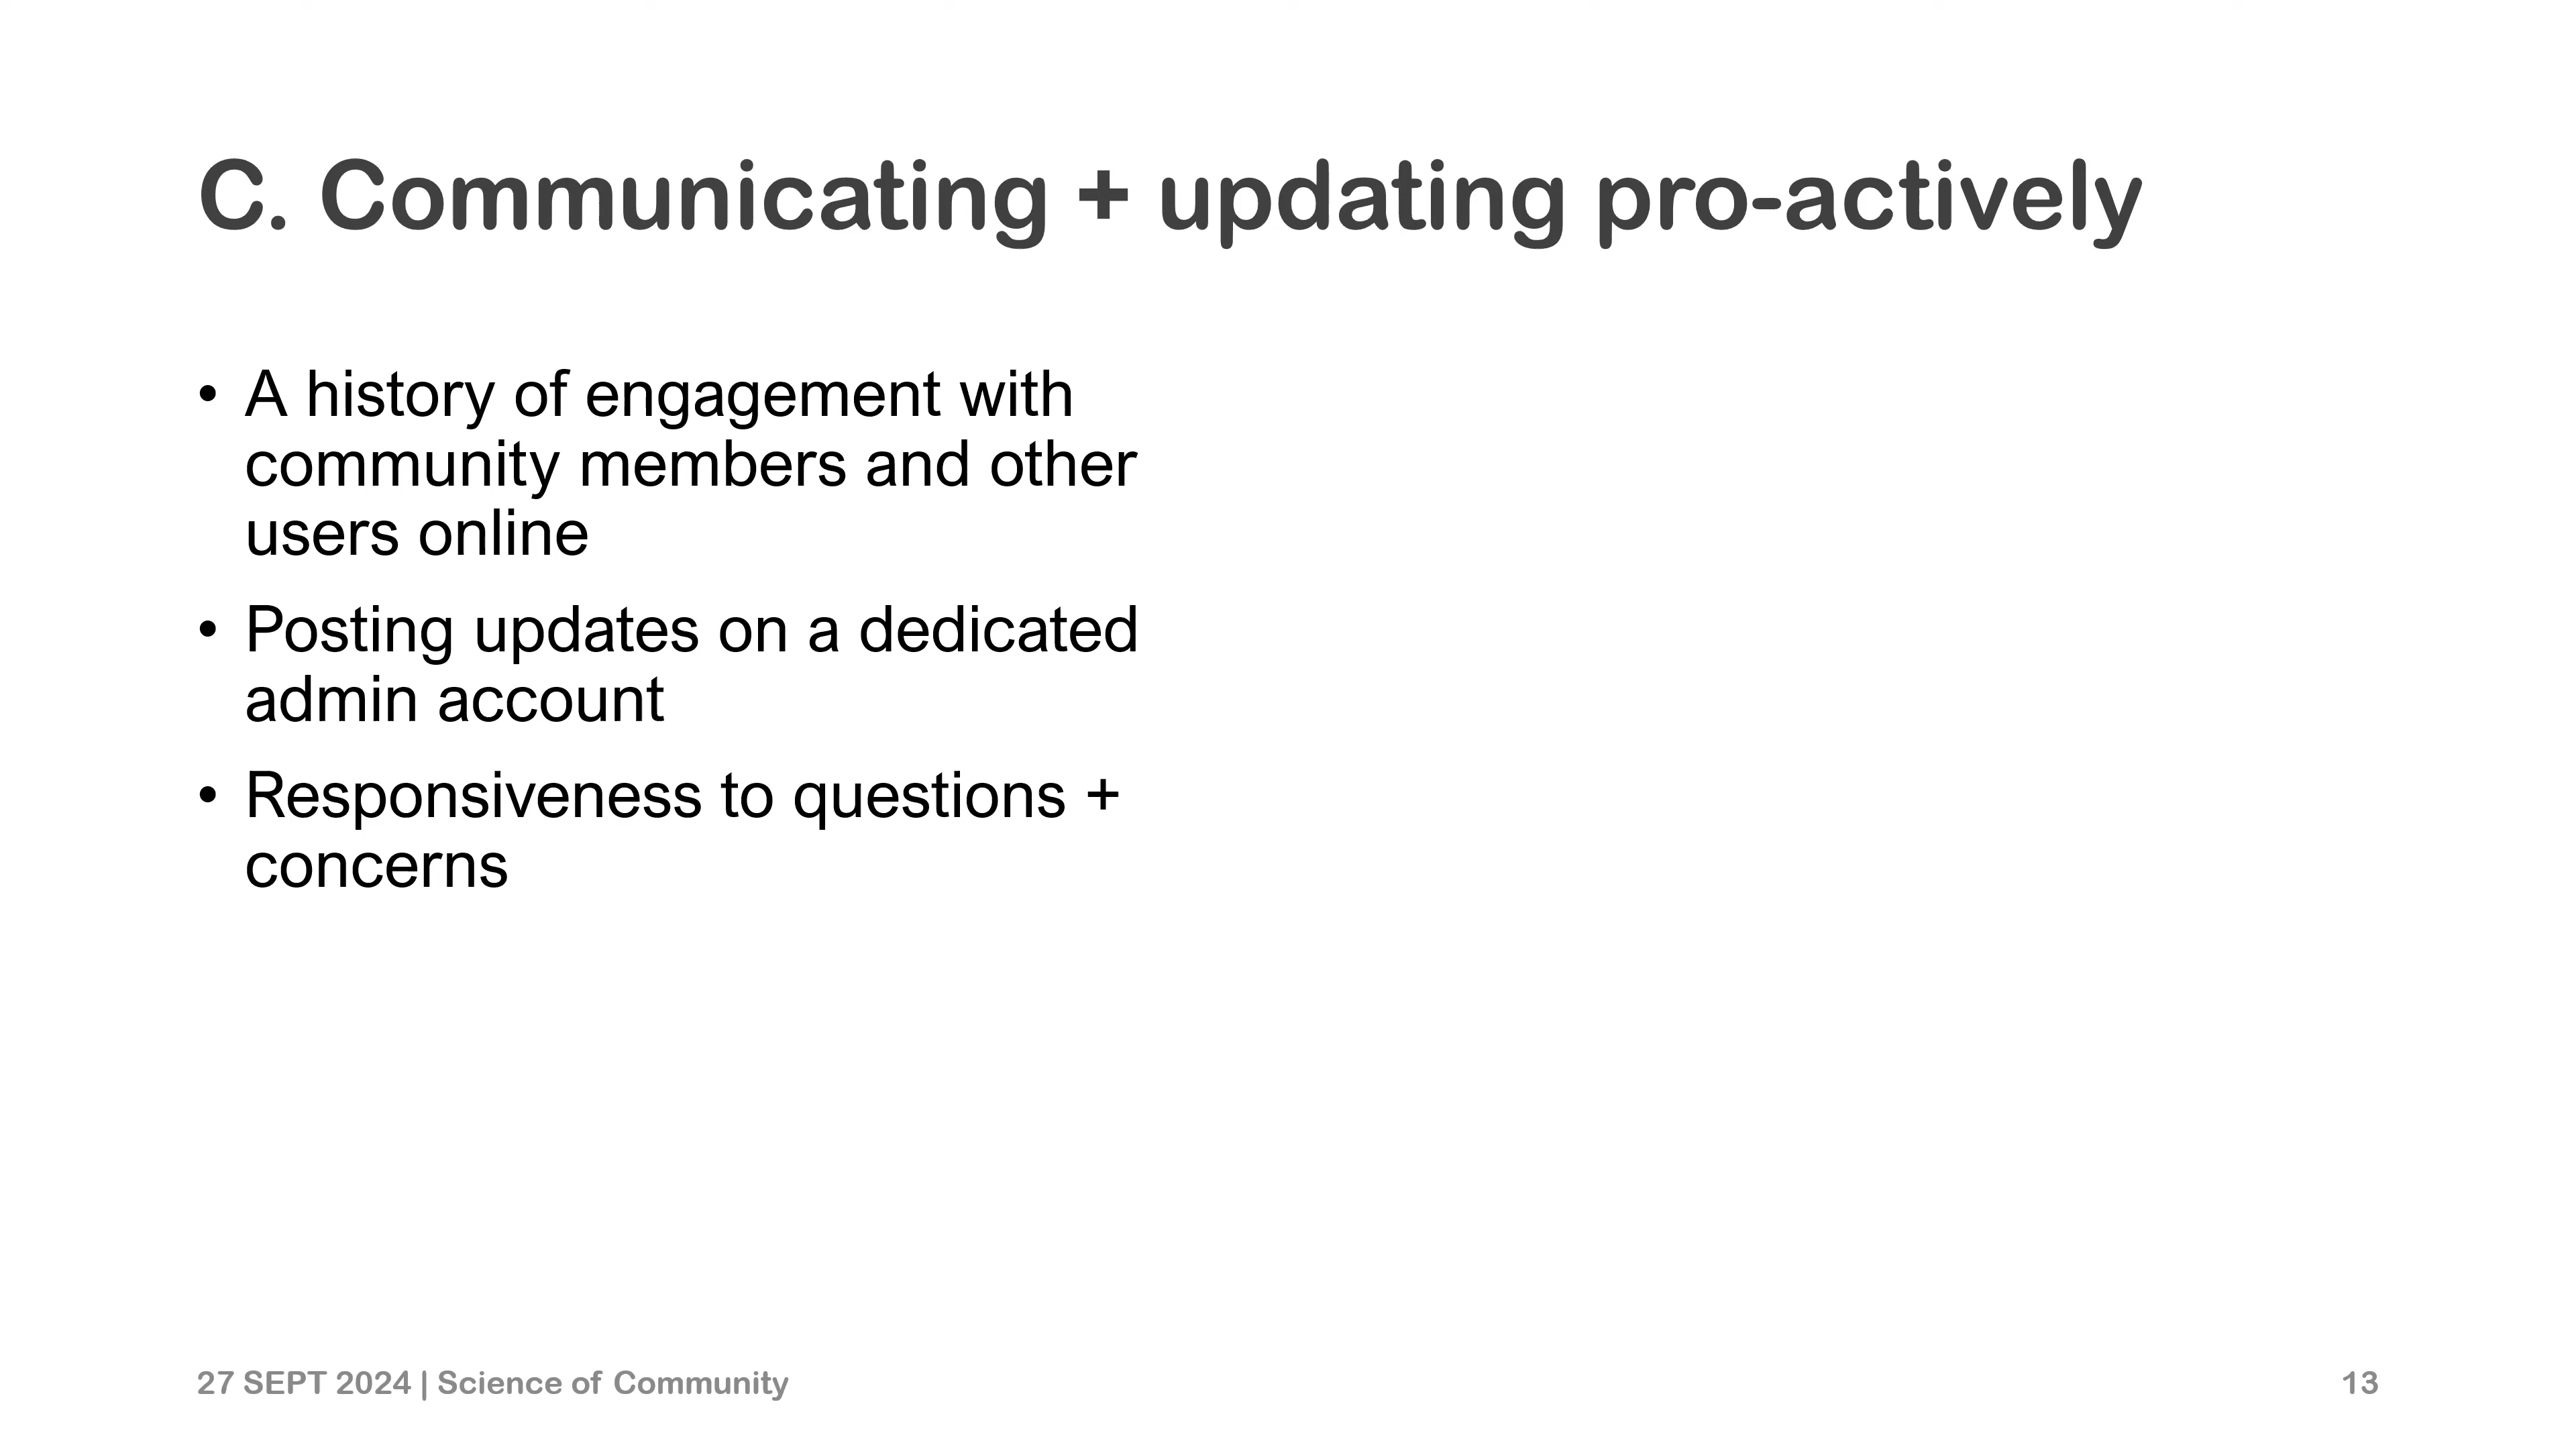 C. Communicating + updating pro-actively
• A history of engagement with
community members and other
users online
• Posting updates on a dedicated
admin account
• Responsiveness to questions +
concerns
27 SEPT 2024 | Science of Community
13